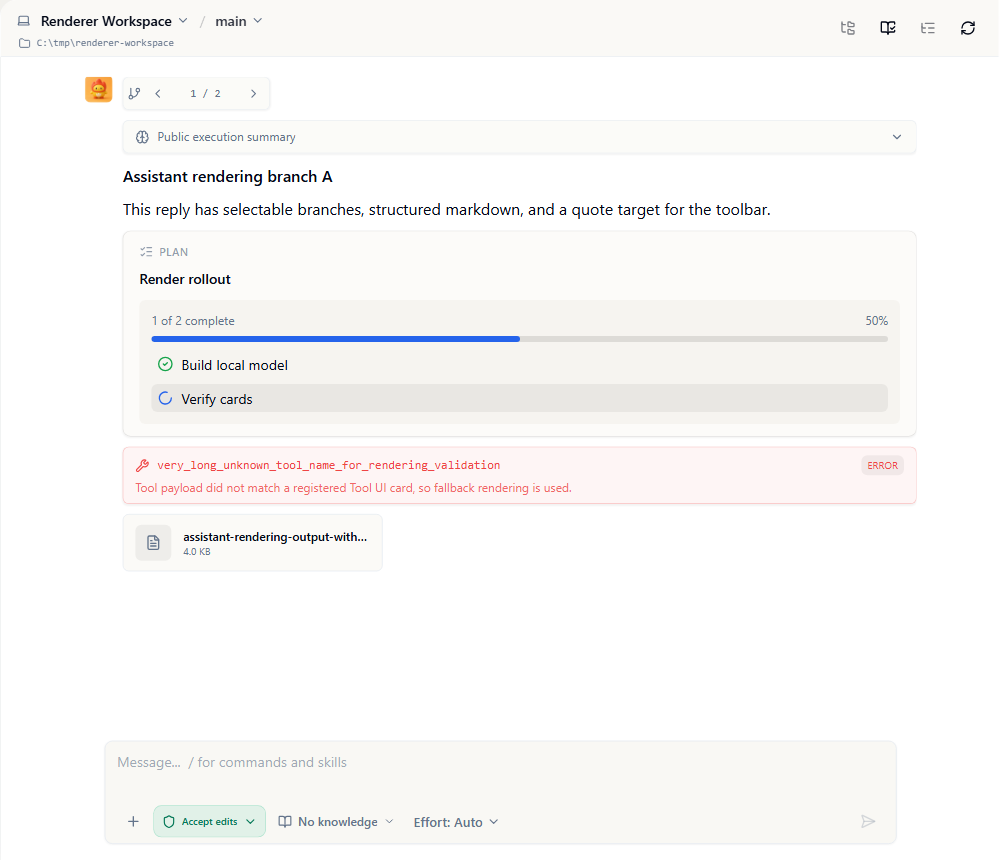 Renderer Workspace / main
C:\tmp\renderer-workspace
1 / 2
Public execution summary
Assistant rendering branch A
This reply has selectable branches, structured markdown, and a quote target for the toolbar.
PLAN
Render rollout
1 of 2 complete 50%
Build local model
Verify cards
very_long_unknown_tool_name_for_rendering_validation ERROR
Tool payload did not match a registered Tool UI card, so fallback rendering is used.
assistant-rendering-output-with...
4.0 KB
Message... / for commands and skills
Accept edits No knowledge Effort: Auto